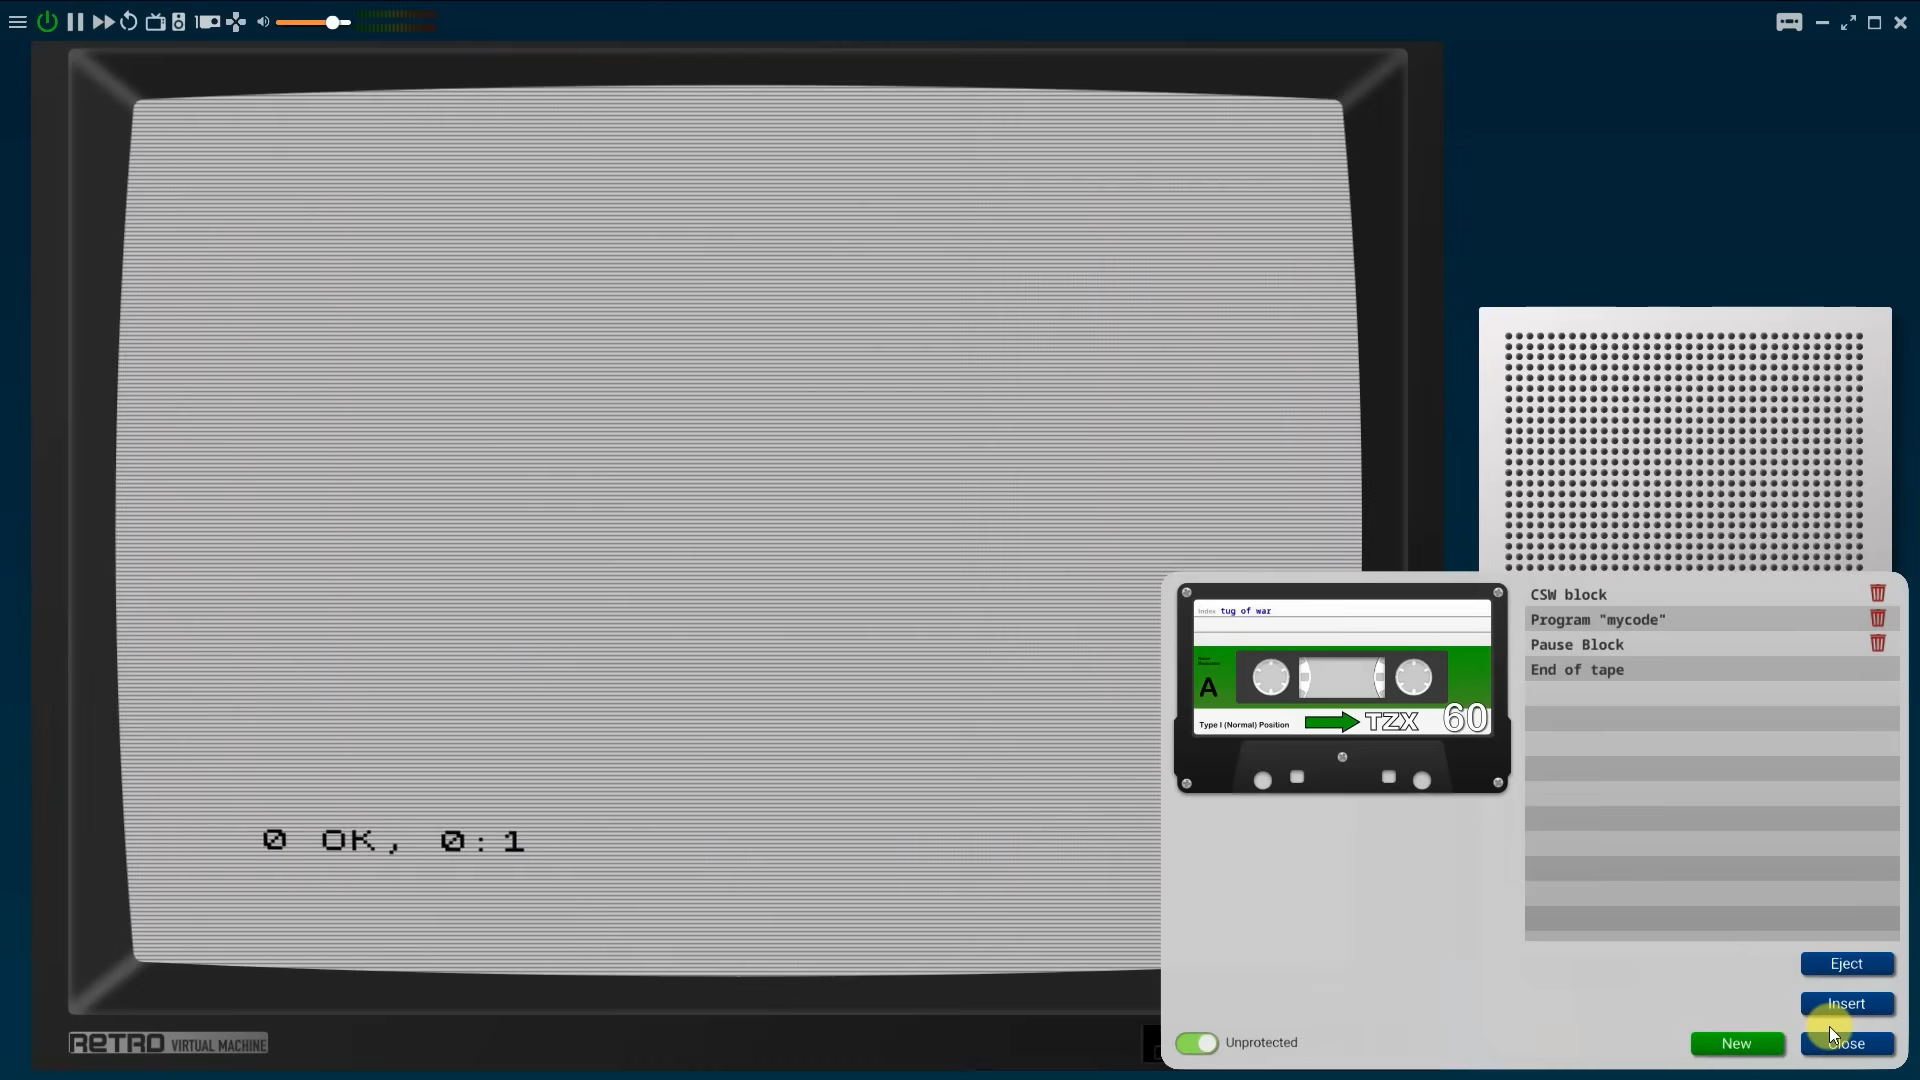 0 OK, 0:1
RETRO VIRTUAL MACHINE
Index tug of war
A
Type I (Normal) Position
TZX 60
CSW block
Program "mycode"
Pause Block
End of tape
Eject
Insert
Unprotected
New
Close